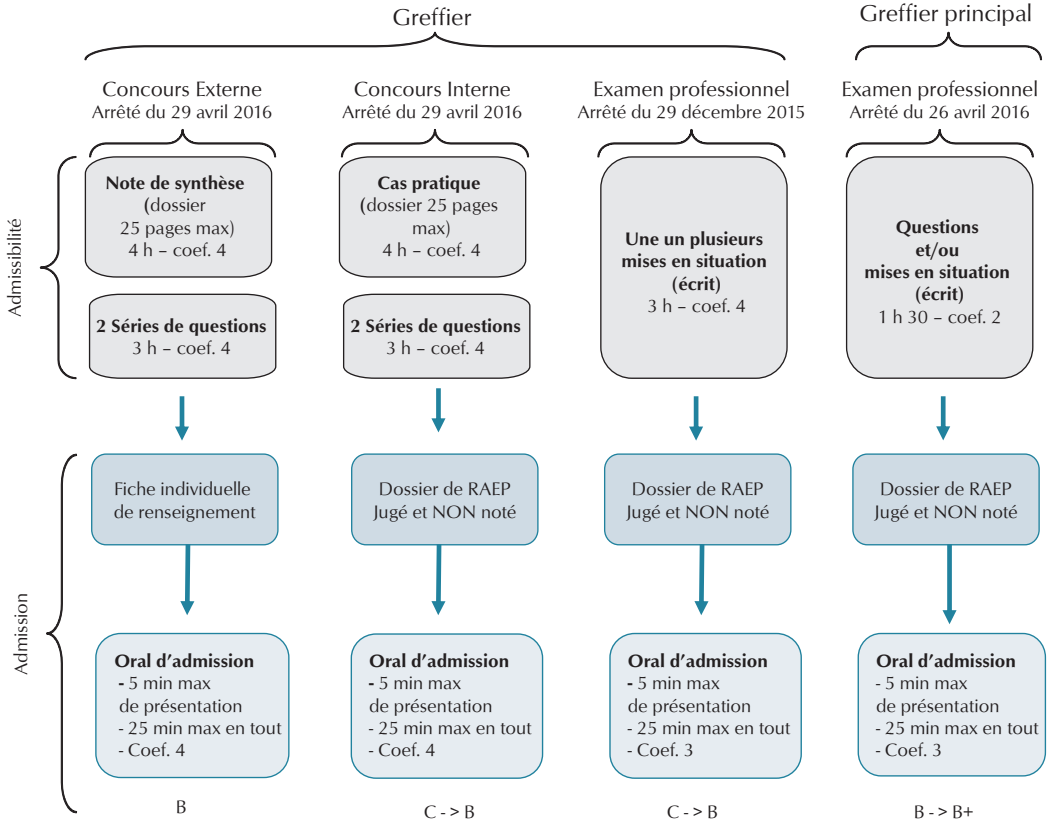 Greffier
Greffier principal
Concours Externe
Arrêté du 29 avril 2016
Concours Interne
Arrêté du 29 avril 2016
Examen professionnel
Arrêté du 29 décembre 2015
Examen professionnel
Arrêté du 26 avril 2016
Admissibilité
Note de synthèse
(dossier
25 pages max)
4 h – coef. 4
Cas pratique
(dossier 25 pages
max)
4 h – coef. 4
Une un plusieurs
mises en situation
(écrit)
3 h – coef. 4
Questions
et/ou
mises en situation
(écrit)
1 h 30 – coef. 2
2 Séries de questions
3 h – coef. 4
2 Séries de questions
3 h – coef. 4
Admission
Fiche individuelle
de renseignement
Dossier de RAEP
Jugé et NON noté
Dossier de RAEP
Jugé et NON noté
Dossier de RAEP
Jugé et NON noté
Oral d’admission
- 5 min max
de présentation
- 25 min max en tout
- Coef. 4
Oral d’admission
- 5 min max
de présentation
- 25 min max en tout
- Coef. 4
Oral d’admission
- 5 min max
de présentation
- 25 min max en tout
- Coef. 3
Oral d’admission
- 5 min max
de présentation
- 25 min max en tout
- Coef. 3
B
C - > B
C - > B
B - > B+